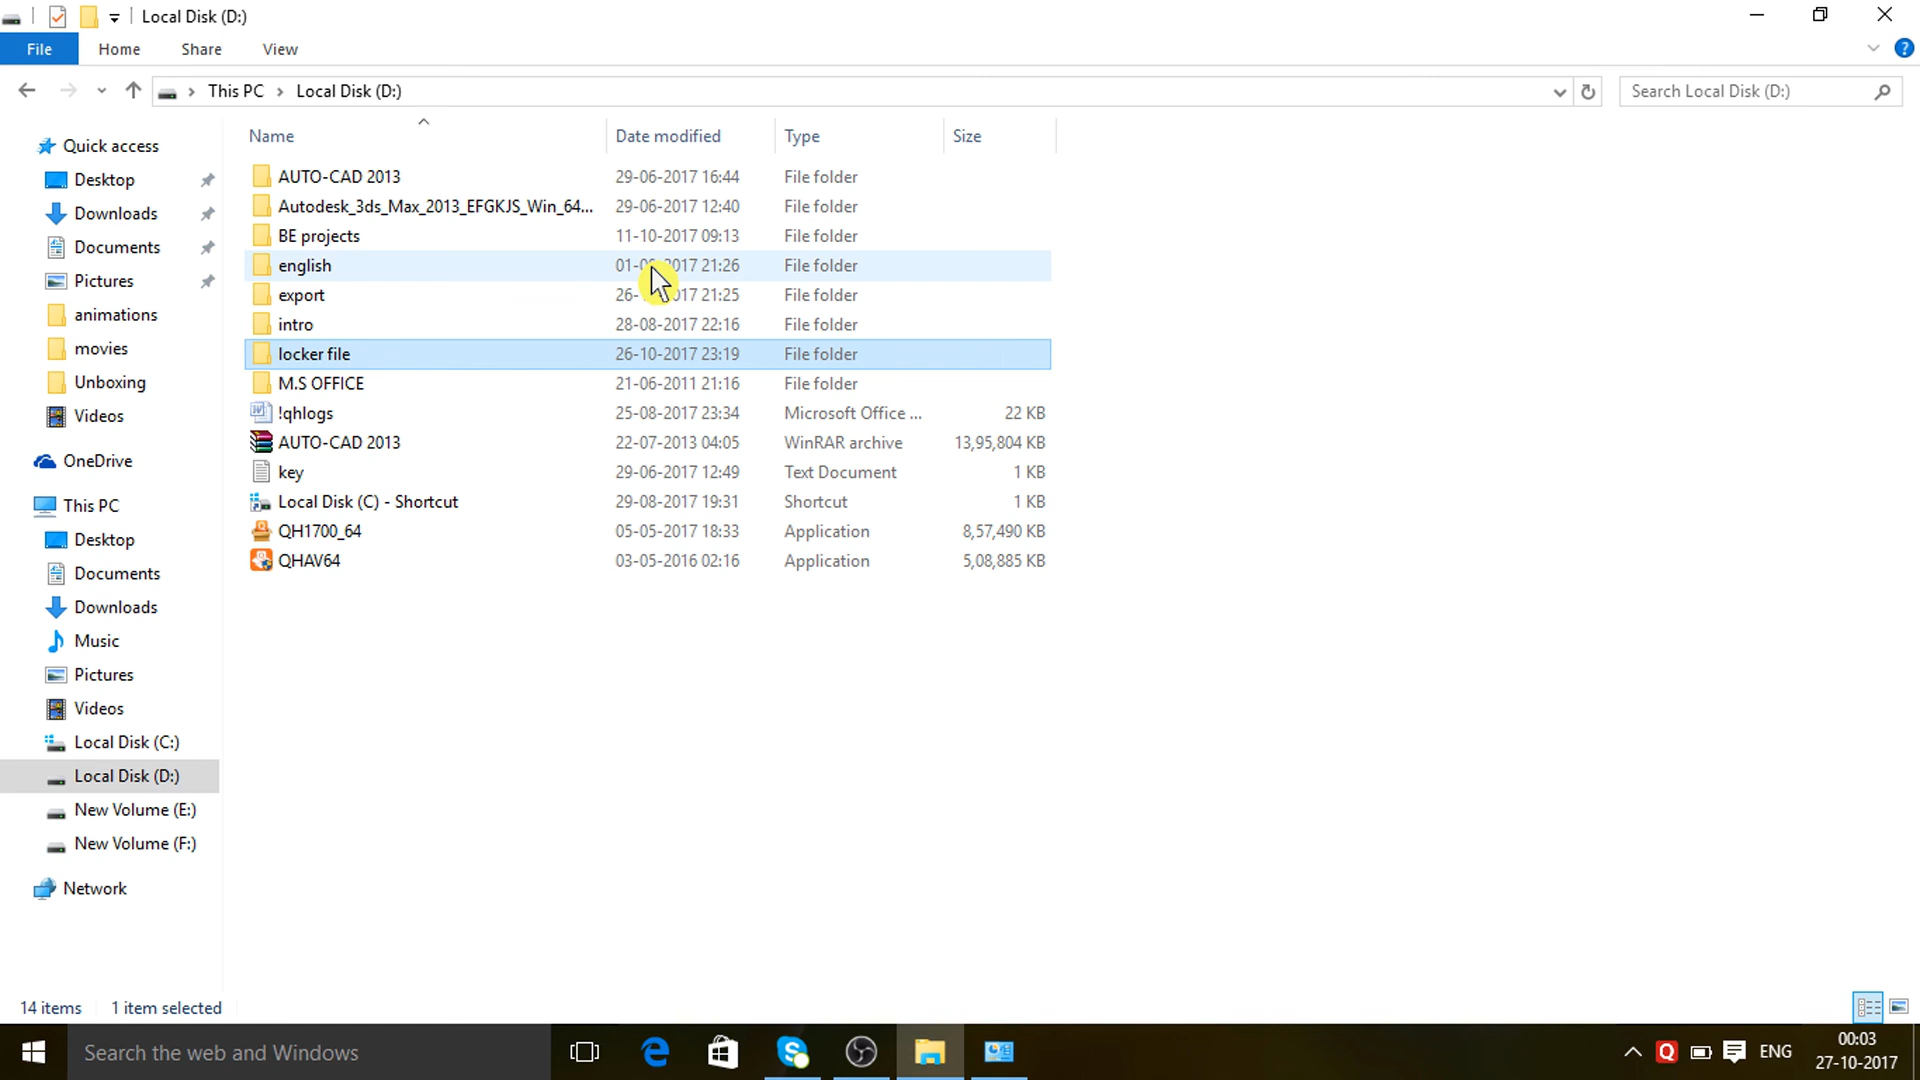 Local Disk (D:)
File Home Share View
This PC Local Disk (D:) Search Local Disk (D:)
Name Date modified Type Size
Quick access
Desktop
Downloads
Documents
Pictures
animations
movies
Unboxing
Videos
OneDrive
This PC
Desktop
Documents
Downloads
Music
Pictures
Videos
Local Disk (C:)
Local Disk (D:)
New Volume (E:)
New Volume (F:)
Network
AUTO-CAD 2013 29-06-2017 16:44 File folder
Autodesk_3ds_Max_2013_EFGKJS_Win_64... 29-06-2017 12:40 File folder
BE projects 11-10-2017 09:13 File folder
english 21:26 File folder
export 21:25 File folder
intro 28-08-2017 22:16 File folder
locker file 26-10-2017 23:19 File folder
M.S OFFICE 21-06-2011 21:16 File folder
!qhlogs 25-08-2017 23:34 Microsoft Office ... 22 KB
AUTO-CAD 2013 22-07-2013 04:05 WinRAR archive 13,95,804 KB
key 29-06-2017 12:49 Text Document 1 KB
Local Disk (C) - Shortcut 29-08-2017 19:31 Shortcut 1 KB
QH1700_64 05-05-2017 18:33 Application 8,57,490 KB
QHAV64 03-05-2016 02:16 Application 5,08,885 KB
14 items 1 item selected
Search the web and Windows
ENG
00:03
27-10-2017